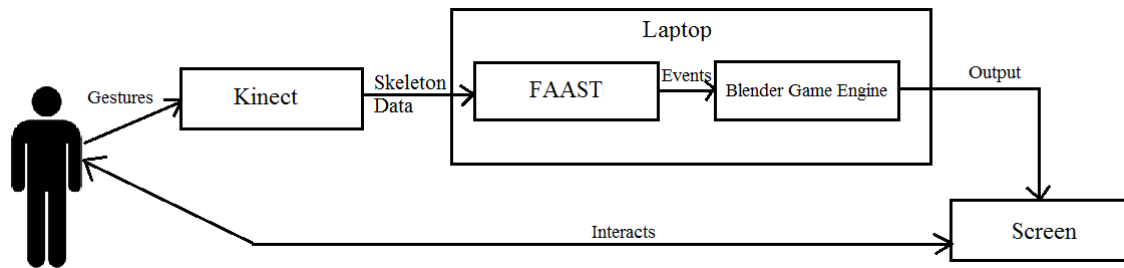 Laptop
Gestures
Kinect
Skeleton
Data
FAAST
Events
Blender Game Engine
Output
Interacts
Screen